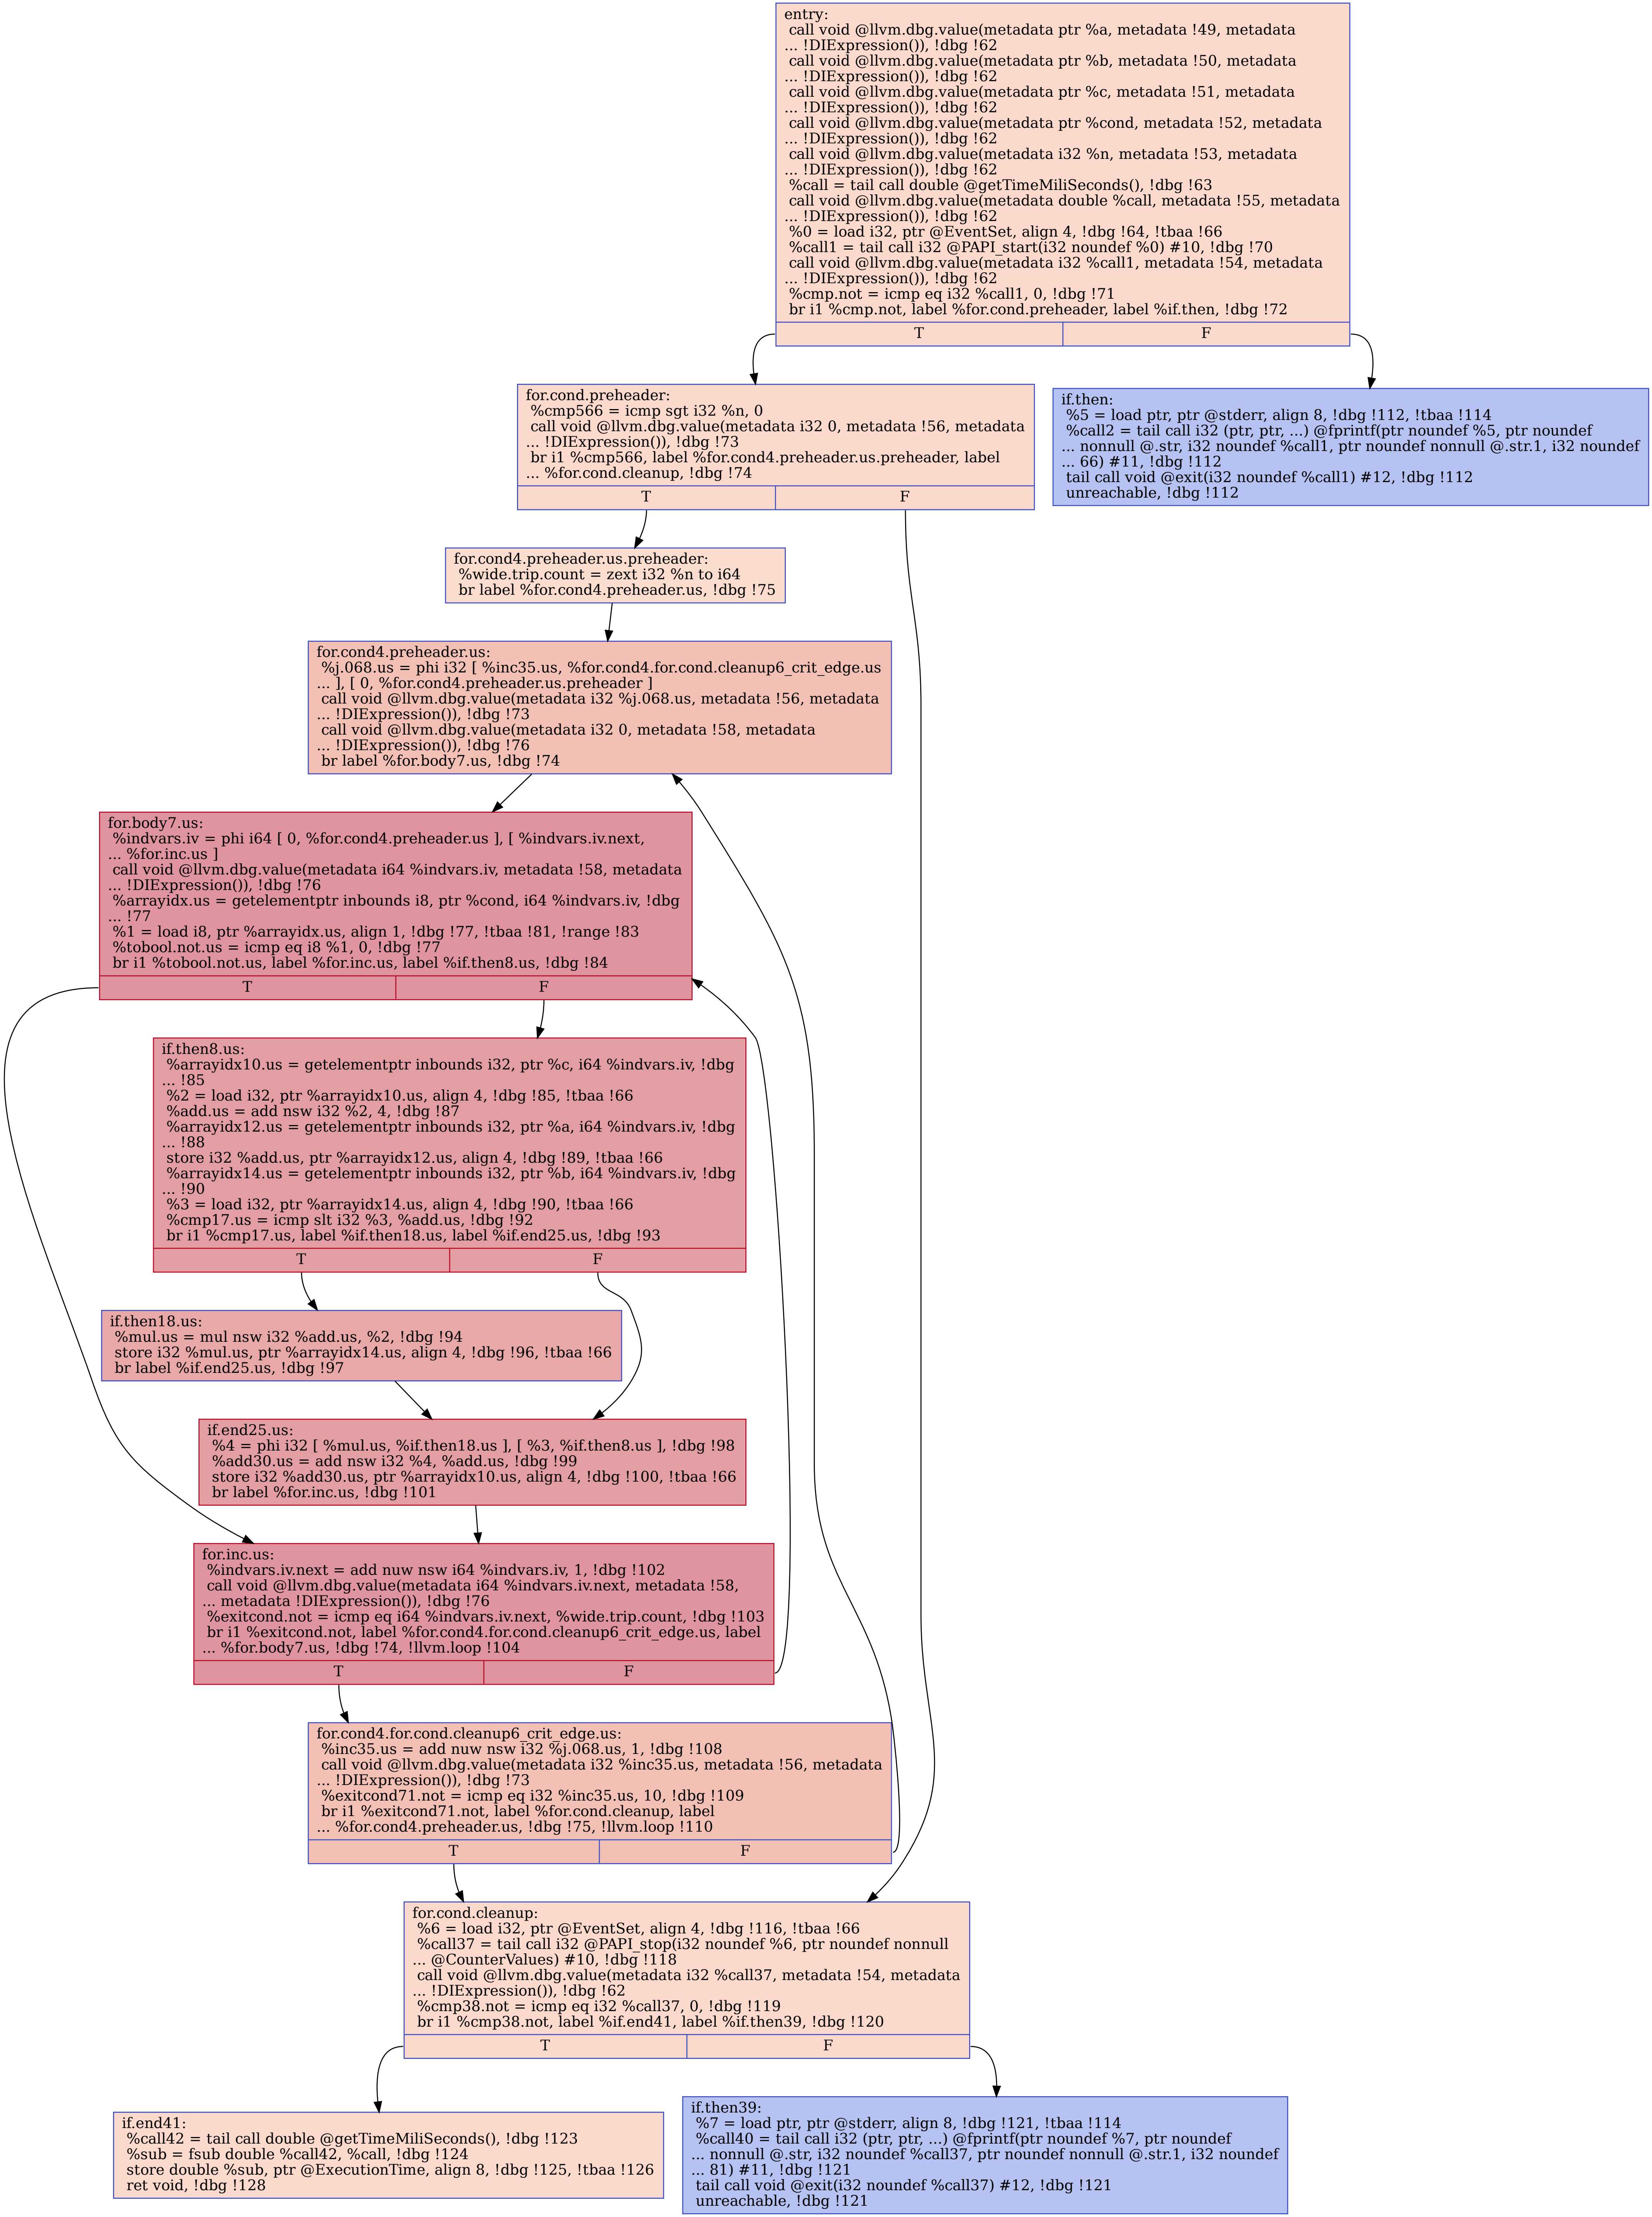 entry:
call void @llvm.dbg.value(metadata ptr %a, metadata !49, metadata
... !DIExpression()), !dbg !62
call void @llvm.dbg.value(metadata ptr %b, metadata !50, metadata
... !DIExpression()), !dbg !62
call void @llvm.dbg.value(metadata ptr %c, metadata !51, metadata
... !DIExpression()), !dbg !62
call void @llvm.dbg.value(metadata ptr %cond, metadata !52, metadata
... !DIExpression()), !dbg !62
call void @llvm.dbg.value(metadata i32 %n, metadata !53, metadata
... !DIExpression()), !dbg !62
%call = tail call double @getTimeMiliSeconds(), !dbg !63
call void @llvm.dbg.value(metadata double %call, metadata !55, metadata
... !DIExpression()), !dbg !62
%0 = load i32, ptr @EventSet, align 4, !dbg !64, !tbaa !66
%call1 = tail call i32 @PAPI_start(i32 noundef %0) #10, !dbg !70
call void @llvm.dbg.value(metadata i32 %call1, metadata !54, metadata
... !DIExpression()), !dbg !62
%cmp.not = icmp eq i32 %call1, 0, !dbg !71
br i1 %cmp.not, label %for.cond.preheader, label %if.then, !dbg !72
T F
for.cond.preheader:
%cmp566 = icmp sgt i32 %n, 0
call void @llvm.dbg.value(metadata i32 0, metadata !56, metadata
... !DIExpression()), !dbg !73
br i1 %cmp566, label %for.cond4.preheader.us.preheader, label
... %for.cond.cleanup, !dbg !74
T F
if.then:
%5 = load ptr, ptr @stderr, align 8, !dbg !112, !tbaa !114
%call2 = tail call i32 (ptr, ptr, ...) @fprintf(ptr noundef %5, ptr noundef
... nonnull @.str, i32 noundef %call1, ptr noundef nonnull @.str.1, i32 noundef
... 66) #11, !dbg !112
tail call void @exit(i32 noundef %call1) #12, !dbg !112
unreachable, !dbg !112
for.cond4.preheader.us.preheader:
%wide.trip.count = zext i32 %n to i64
br label %for.cond4.preheader.us, !dbg !75
for.cond4.preheader.us:
%j.068.us = phi i32 [ %inc35.us, %for.cond4.for.cond.cleanup6_crit_edge.us
... ], [ 0, %for.cond4.preheader.us.preheader ]
call void @llvm.dbg.value(metadata i32 %j.068.us, metadata !56, metadata
... !DIExpression()), !dbg !73
call void @llvm.dbg.value(metadata i32 0, metadata !58, metadata
... !DIExpression()), !dbg !76
br label %for.body7.us, !dbg !74
for.body7.us:
%indvars.iv = phi i64 [ 0, %for.cond4.preheader.us ], [ %indvars.iv.next,
... %for.inc.us ]
call void @llvm.dbg.value(metadata i64 %indvars.iv, metadata !58, metadata
... !DIExpression()), !dbg !76
%arrayidx.us = getelementptr inbounds i8, ptr %cond, i64 %indvars.iv, !dbg
... !77
%1 = load i8, ptr %arrayidx.us, align 1, !dbg !77, !tbaa !81, !range !83
%tobool.not.us = icmp eq i8 %1, 0, !dbg !77
br i1 %tobool.not.us, label %for.inc.us, label %if.then8.us, !dbg !84
T F
if.then8.us:
%arrayidx10.us = getelementptr inbounds i32, ptr %c, i64 %indvars.iv, !dbg
... !85
%2 = load i32, ptr %arrayidx10.us, align 4, !dbg !85, !tbaa !66
%add.us = add nsw i32 %2, 4, !dbg !87
%arrayidx12.us = getelementptr inbounds i32, ptr %a, i64 %indvars.iv, !dbg
... !88
store i32 %add.us, ptr %arrayidx12.us, align 4, !dbg !89, !tbaa !66
%arrayidx14.us = getelementptr inbounds i32, ptr %b, i64 %indvars.iv, !dbg
... !90
%3 = load i32, ptr %arrayidx14.us, align 4, !dbg !90, !tbaa !66
%cmp17.us = icmp slt i32 %3, %add.us, !dbg !92
br i1 %cmp17.us, label %if.then18.us, label %if.end25.us, !dbg !93
T F
if.then18.us:
%mul.us = mul nsw i32 %add.us, %2, !dbg !94
store i32 %mul.us, ptr %arrayidx14.us, align 4, !dbg !96, !tbaa !66
br label %if.end25.us, !dbg !97
if.end25.us:
%4 = phi i32 [ %mul.us, %if.then18.us ], [ %3, %if.then8.us ], !dbg !98
%add30.us = add nsw i32 %4, %add.us, !dbg !99
store i32 %add30.us, ptr %arrayidx10.us, align 4, !dbg !100, !tbaa !66
br label %for.inc.us, !dbg !101
for.inc.us:
%indvars.iv.next = add nuw nsw i64 %indvars.iv, 1, !dbg !102
call void @llvm.dbg.value(metadata i64 %indvars.iv.next, metadata !58,
... metadata !DIExpression()), !dbg !76
%exitcond.not = icmp eq i64 %indvars.iv.next, %wide.trip.count, !dbg !103
br i1 %exitcond.not, label %for.cond4.for.cond.cleanup6_crit_edge.us, label
... %for.body7.us, !dbg !74, !llvm.loop !104
T F
for.cond4.for.cond.cleanup6_crit_edge.us:
%inc35.us = add nuw nsw i32 %j.068.us, 1, !dbg !108
call void @llvm.dbg.value(metadata i32 %inc35.us, metadata !56, metadata
... !DIExpression()), !dbg !73
%exitcond71.not = icmp eq i32 %inc35.us, 10, !dbg !109
br i1 %exitcond71.not, label %for.cond.cleanup, label
... %for.cond4.preheader.us, !dbg !75, !llvm.loop !110
T F
for.cond.cleanup:
%6 = load i32, ptr @EventSet, align 4, !dbg !116, !tbaa !66
%call37 = tail call i32 @PAPI_stop(i32 noundef %6, ptr noundef nonnull
... @CounterValues) #10, !dbg !118
call void @llvm.dbg.value(metadata i32 %call37, metadata !54, metadata
... !DIExpression()), !dbg !62
%cmp38.not = icmp eq i32 %call37, 0, !dbg !119
br i1 %cmp38.not, label %if.end41, label %if.then39, !dbg !120
T F
if.end41:
%call42 = tail call double @getTimeMiliSeconds(), !dbg !123
%sub = fsub double %call42, %call, !dbg !124
store double %sub, ptr @ExecutionTime, align 8, !dbg !125, !tbaa !126
ret void, !dbg !128
if.then39:
%7 = load ptr, ptr @stderr, align 8, !dbg !121, !tbaa !114
%call40 = tail call i32 (ptr, ptr, ...) @fprintf(ptr noundef %7, ptr noundef
... nonnull @.str, i32 noundef %call37, ptr noundef nonnull @.str.1, i32 noundef
... 81) #11, !dbg !121
tail call void @exit(i32 noundef %call37) #12, !dbg !121
unreachable, !dbg !121